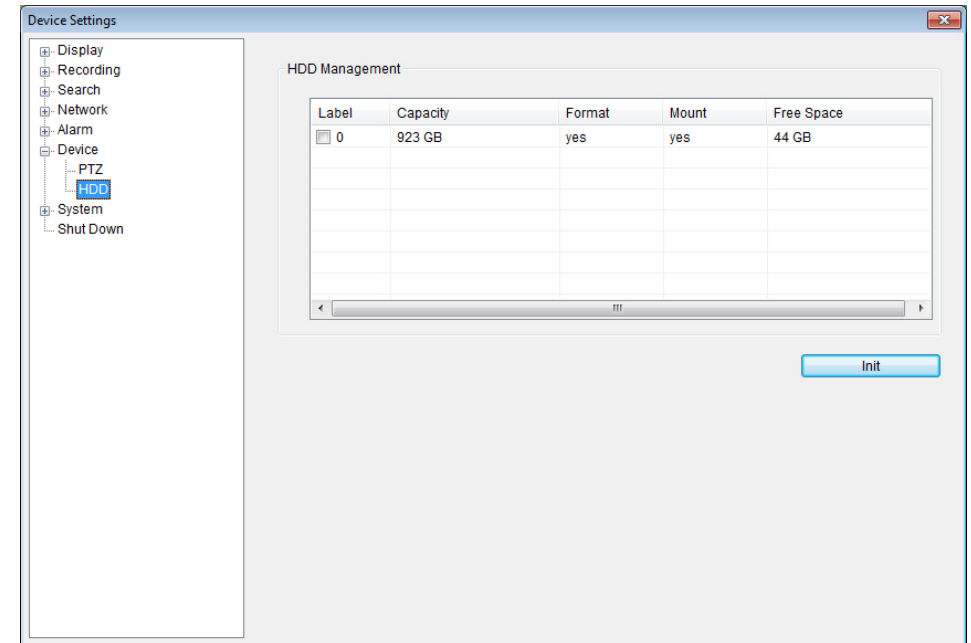 Device Settings
Display
Recording
Search
Network
Alarm
Device
PTZ
HDD
System
Shut Down
HDD Management
Label Capacity Format Mount Free Space
0 923 GB yes yes 44 GB
Init